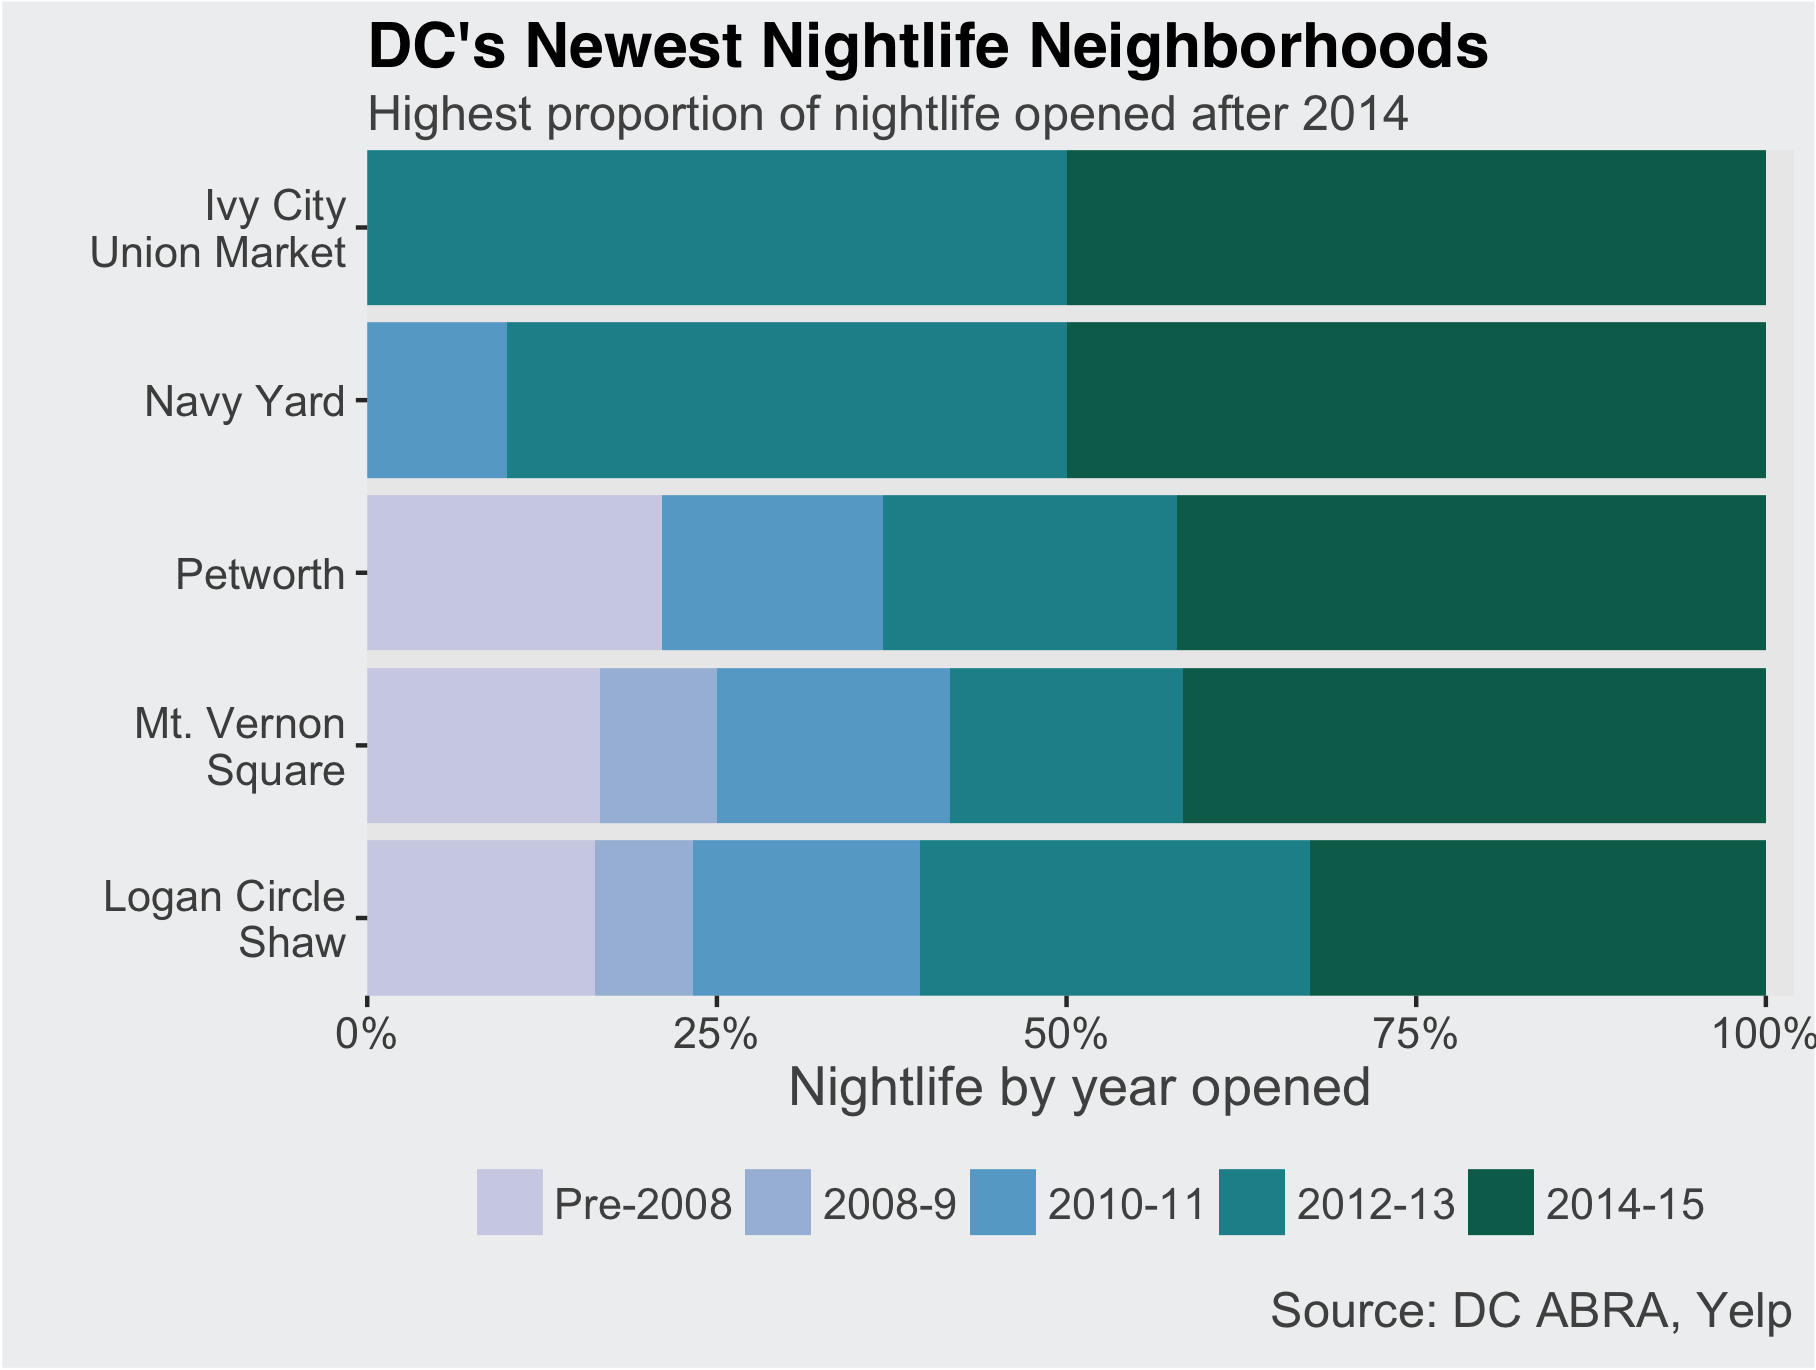 DC's Newest Nightlife Neighborhoods
Highest proportion of nightlife opened after 2014
Ivy City
Union Market
Navy Yard
Petworth
Mt. Vernon
Square
Logan Circle
Shaw
0% 25% 50% 75% 100%
Nightlife by year opened
Pre-2008 2008-9 2010-11 2012-13 2014-15
Source: DC ABRA, Yelp